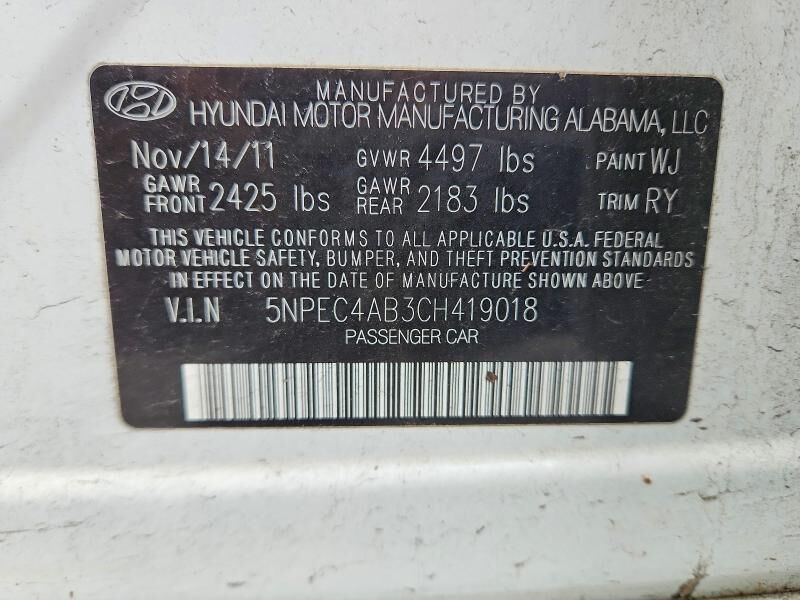 MANUFACTURED BY
HYUNDAI MOTOR MANUFACTURING ALABAMA, LLC
Nov/14/11 GVWR 4497 lbs PAINT WJ
GAWR FRONT 2425 lbs GAWR REAR 2183 lbs TRIM RY
THIS VEHICLE CONFORMS TO ALL APPLICABLE U.S.A. FEDERAL
MOTOR VEHICLE SAFETY, BUMPER, AND THEFT PREVENTION STANDARDS
IN EFFECT ON THE DATE OF MANUFACTURE SHOWN ABOVE
V.I.N 5NPEC4AB3CH419018
PASSENGER CAR